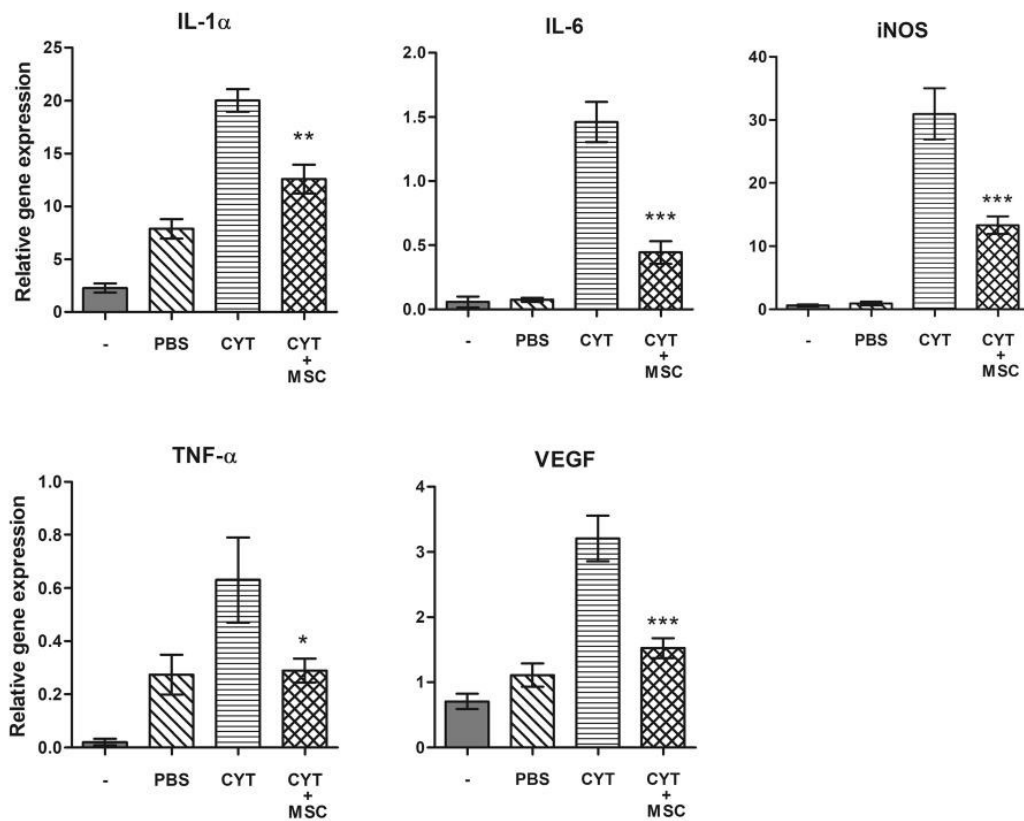 IL-1α
Relative gene expression
25
20
15
10
5
0
**
- PBS CYT CYT
+
MSC
IL-6
2.0
1.5
1.0
0.5
0.0
***
- PBS CYT CYT
+
MSC
iNOS
40
30
20
10
0
***
- PBS CYT CYT
+
MSC
TNF-α
Relative gene expression
1.0
0.8
0.6
0.4
0.2
0.0
*
- PBS CYT CYT
+
MSC
VEGF
4
3
2
1
0
***
- PBS CYT CYT
+
MSC